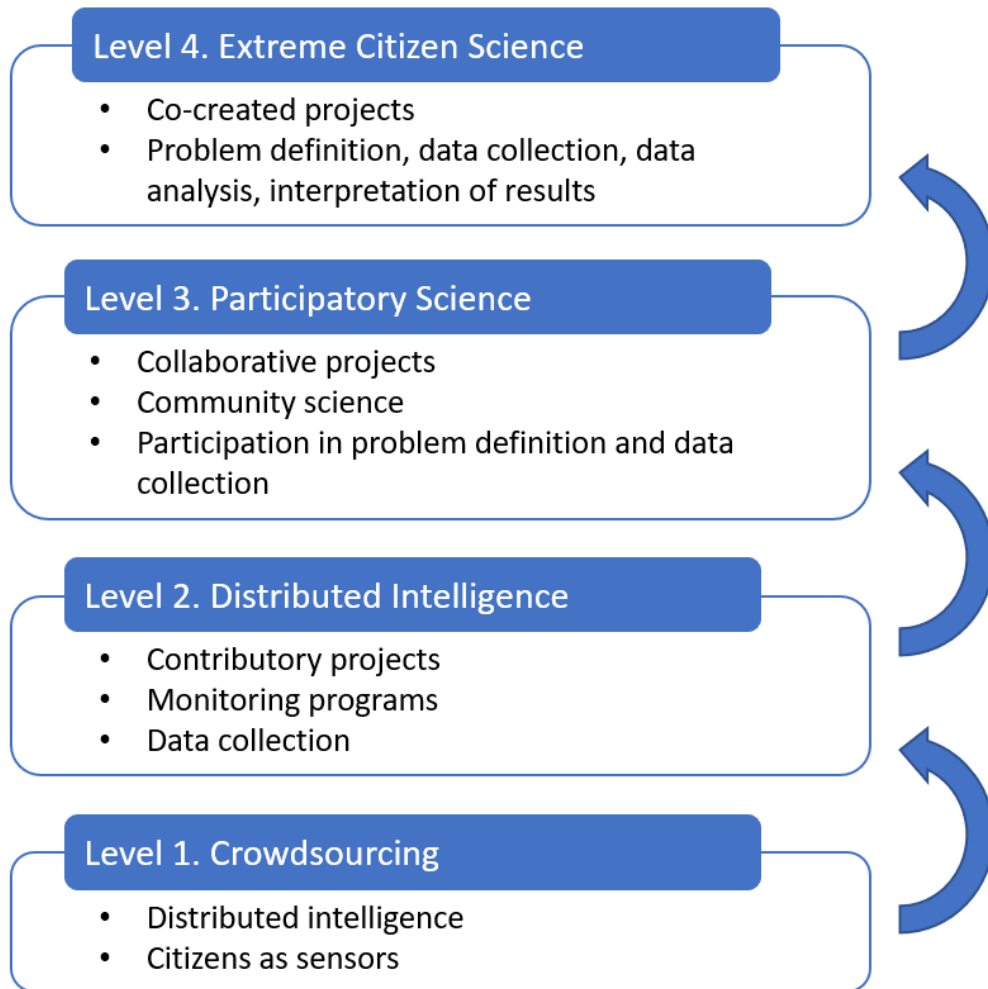 Level 4. Extreme Citizen Science
• Co-created projects
• Problem definition, data collection, data
analysis, interpretation of results
Level 3. Participatory Science
• Collaborative projects
• Community science
• Participation in problem definition and data
collection
Level 2. Distributed Intelligence
• Contributory projects
• Monitoring programs
• Data collection
Level 1. Crowdsourcing
• Distributed intelligence
• Citizens as sensors